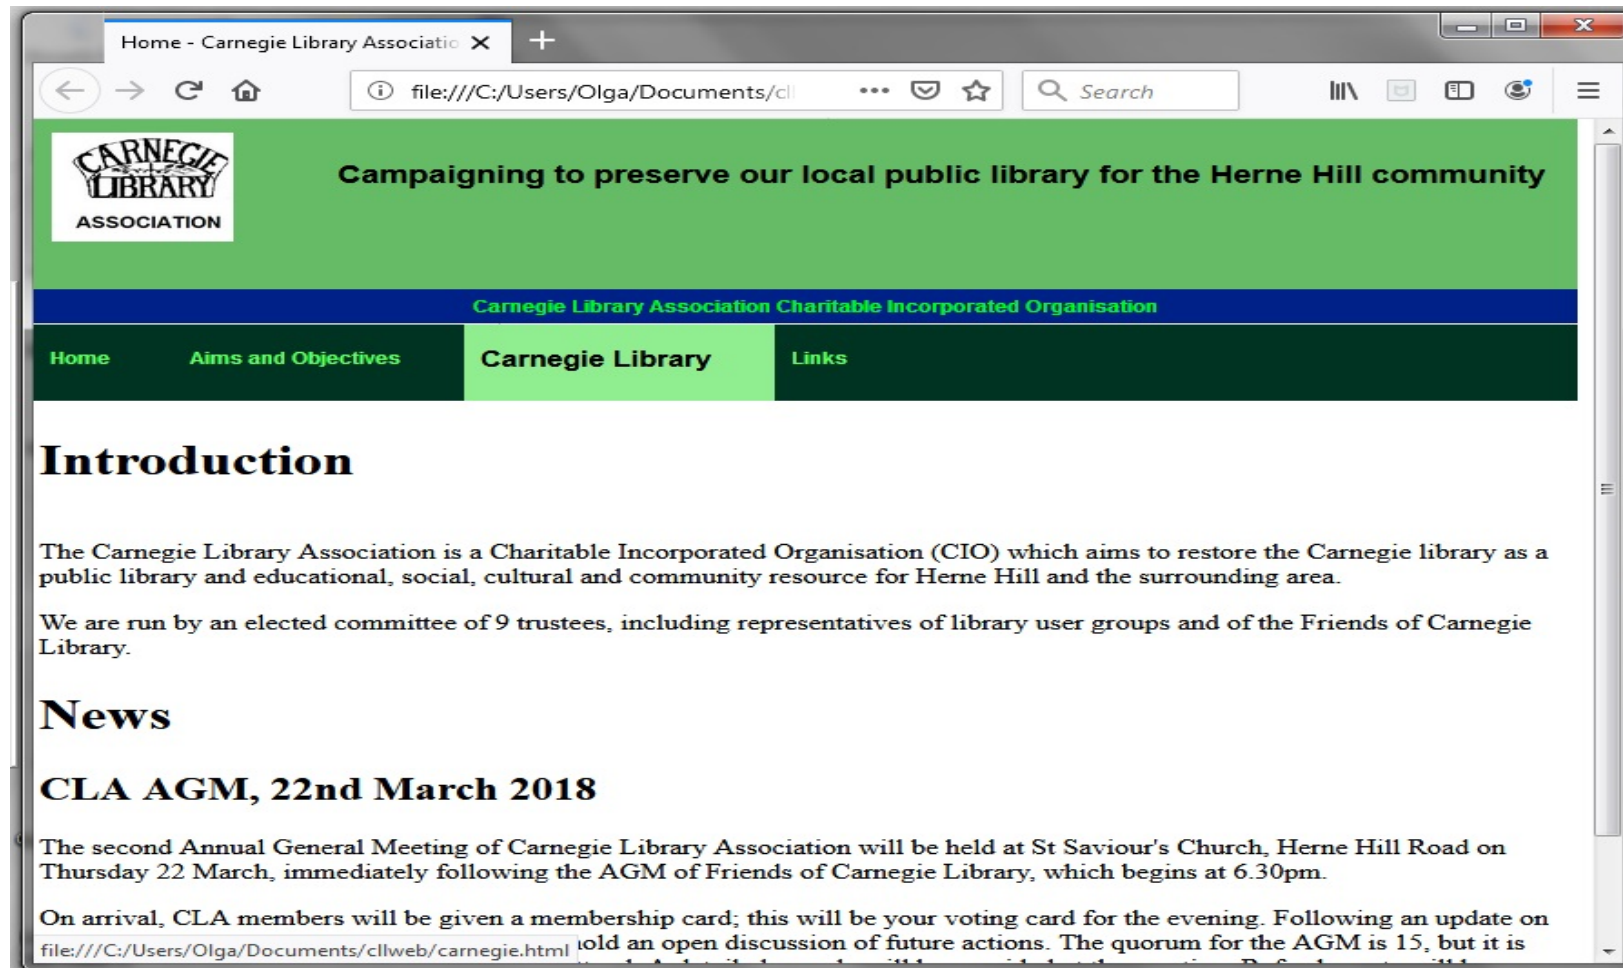 Home - Carnegie Library Associatio
file:///C:/Users/Olga/Documents/cll
Search
CARNEGIE
LIBRARY
ASSOCIATION
Campaigning to preserve our local public library for the Herne Hill community
Carnegie Library Association Charitable Incorporated Organisation
Home Aims and Objectives Carnegie Library Links
Introduction
The Carnegie Library Association is a Charitable Incorporated Organisation (CIO) which aims to restore the Carnegie library as a
public library and educational, social, cultural and community resource for Herne Hill and the surrounding area.
We are run by an elected committee of 9 trustees, including representatives of library user groups and of the Friends of Carnegie
Library.
News
CLA AGM, 22nd March 2018
The second Annual General Meeting of Carnegie Library Association will be held at St Saviour's Church, Herne Hill Road on
Thursday 22 March, immediately following the AGM of Friends of Carnegie Library, which begins at 6.30pm.
On arrival, CLA members will be given a membership card; this will be your voting card for the evening. Following an update on
file:///C:/Users/Olga/Documents/cllweb/carnegie.html old an open discussion of future actions. The quorum for the AGM is 15, but it is